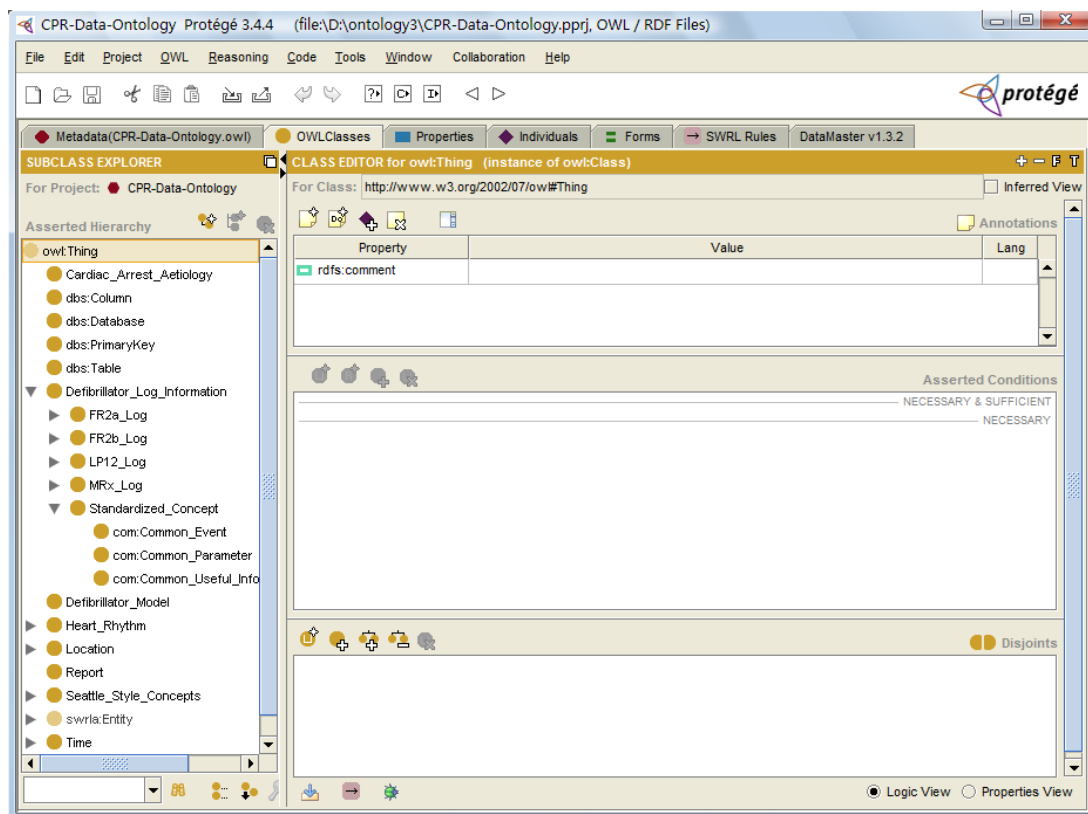 CPR-Data-Ontology Protégé 3.4.4 (file:\D:\ontology3\CPR-Data-Ontology.pprj, OWL / RDF Files)
File Edit Project OWL Reasoning Code Tools Window Collaboration Help
protégé
Metadata(CPR-Data-Ontology.owl) OWLClasses Properties Individuals Forms SWRL Rules DataMaster v1.3.2
SUBCLASS EXPLORER
For Project: CPR-Data-Ontology
Asserted Hierarchy
owl:Thing
Cardiac_Arrest_Aetiology
dbs:Column
dbs:Database
dbs:PrimaryKey
dbs:Table
Defibrillator_Log_Information
FR2a_Log
FR2b_Log
LP12_Log
MRx_Log
Standardized_Concept
com:Common_Event
com:Common_Parameter
com:Common_Useful_Info
Defibrillator_Model
Heart_Rhythm
Location
Report
Seattle_Style_Concepts
swrla:Entity
Time
CLASS EDITOR for owl:Thing (instance of owl:Class)
For Class: http://www.w3.org/2002/07/owl#Thing
Inferred View
Annotations
Property Value Lang
rdfs:comment
Asserted Conditions
NECESSARY & SUFFICIENT
NECESSARY
Disjoints
Logic View Properties View